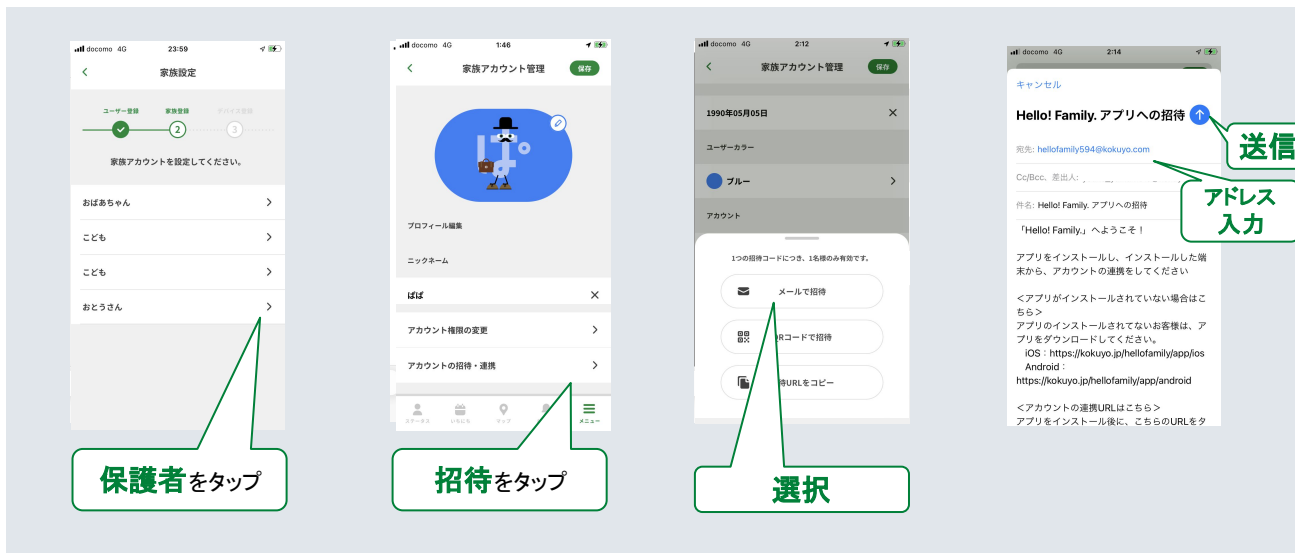 docomo 4G 23:59
家族設定
ユーザー登録 家族登録 デバイス登録
2 3
家族アカウントを設定してください。
おばあちゃん
こども
こども
おとうさん
保護者をタップ
docomo 4G 1:46
家族アカウント管理 保存
ぱ
プロフィール編集
ニックネーム
ぱぱ
アカウント権限の変更
アカウントの招待・連携
ステータス いちにち マップ メニュー
招待をタップ
docomo 4G 2:12
家族アカウント管理 保存
1990年05月05日
ユーザーカラー
ブルー
アカウント
1つの招待コードにつき、1名様のみ有効です。
メールで招待
Rコードで招待
待URLをコピー
選択
docomo 4G 2:14
キャンセル
Hello! Family. アプリへの招待
送信
宛先: hellofamily594@kokuyo.com
Cc/Bcc、差出人:
アドレス
入力
件名: Hello! Family. アプリへの招待
「Hello! Family.」へようこそ！
アプリをインストールし、インストールした端
末から、アカウントの連携をしてください
＜アプリがインストールされていない場合はこ
ちら＞
アプリのインストールされてないお客様は、ア
プリをダウンロードしてください。
iOS：https://kokuyo.jp/hellofamily/app/ios
Android：
https://kokuyo.jp/hellofamily/app/android
＜アカウントの連携URLはこちら＞
アプリをインストール後に、こちらのURLをタ